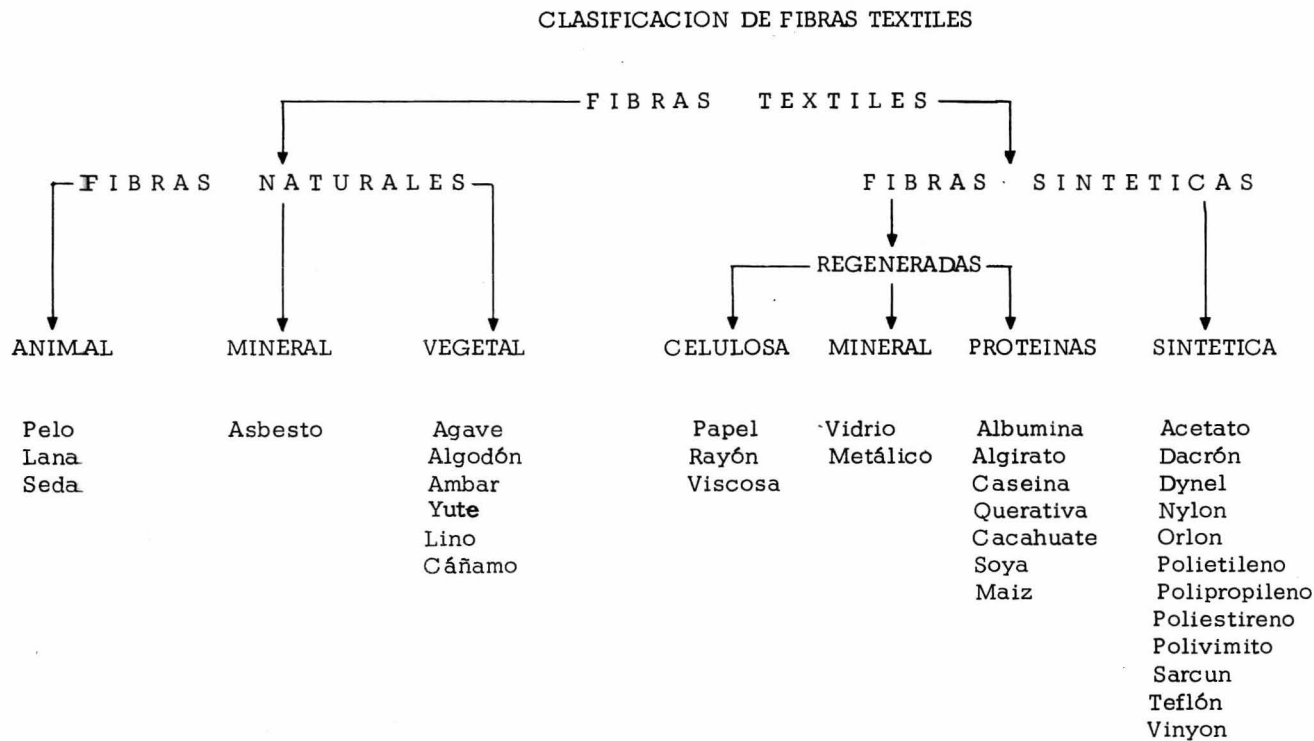 CLASIFICACION DE FIBRAS TEXTILES
FIBRAS TEXTILES
FIBRAS NATURALES
FIBRAS SINTETICAS
REGENERADAS
ANIMAL MINERAL VEGETAL CELULOSA MINERAL PROTEINAS SINTETICA
Pelo Asbesto Agave Papel Vidrio Albumina Acetato
Lana Algodón Rayón Metálico Algirato Dacrón
Seda Ambar Viscosa Caseina Dynel
Yute Querativa Nylon
Lino Cacahuate Orlon
Cáñamo Soya Polietileno
Maiz Polipropileno
Poliestireno
Polivimito
Sarcun
Teflón
Vinyon